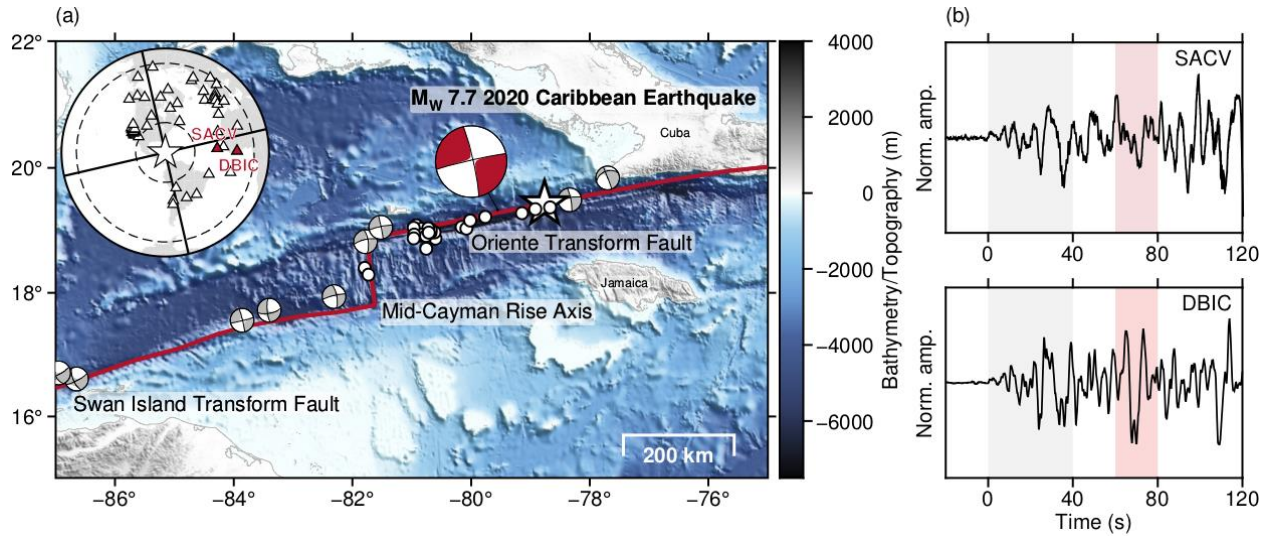 (a)
22°
20°
18°
16°
−86°
−84°
−82°
−80°
−78°
−76°
SACV
DBIC
MW 7.7 2020 Caribbean Earthquake
Cuba
Oriente Transform Fault
Jamaica
Mid-Cayman Rise Axis
Swan Island Transform Fault
200 km
4000
2000
0
−2000
−4000
−6000
Bathymetry/Topography (m)
(b)
SACV
Norm. amp.
0
40
80
120
DBIC
Norm. amp.
0
40
80
120
Time (s)